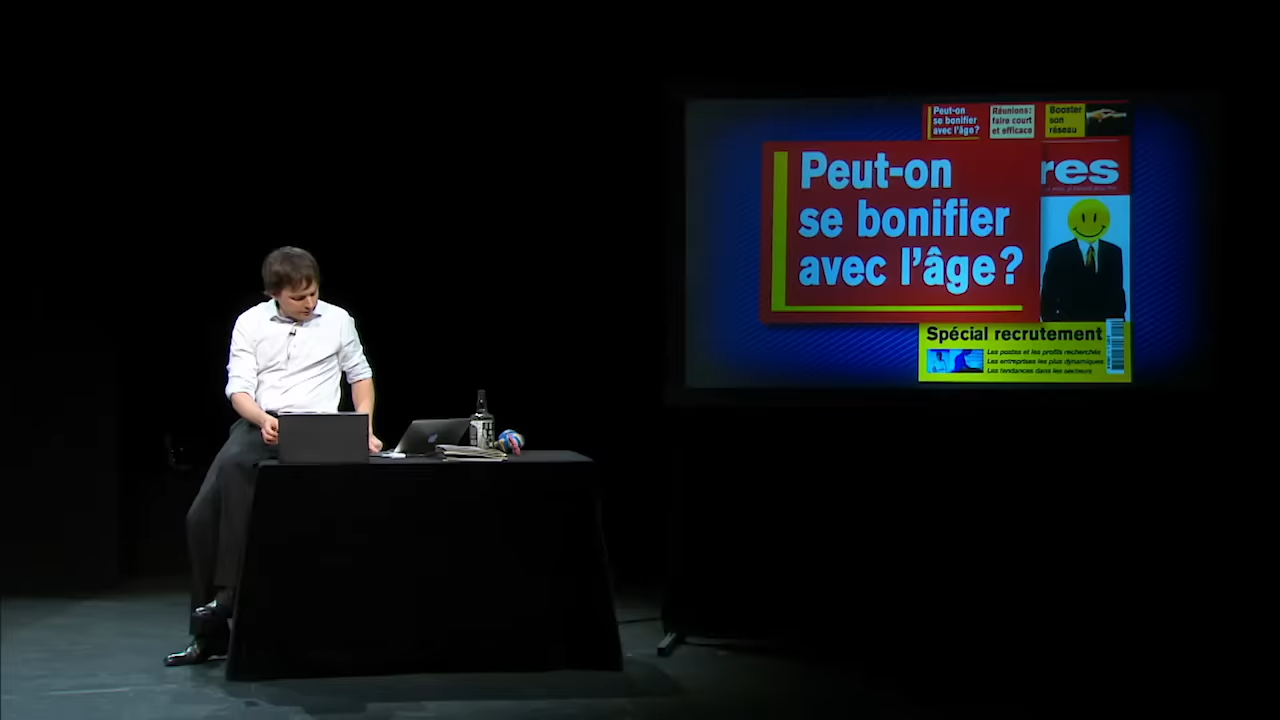 Peut-on
se bonifier
avec l'âge?
Réunions:
faire court
et efficace
Booster
son
réseau
res
Peut-on
se bonifier
avec l'âge?
Spécial recrutement
Les postes et les profils recherchés
Les entreprises les plus dynamiques
Les tendances dans les secteurs